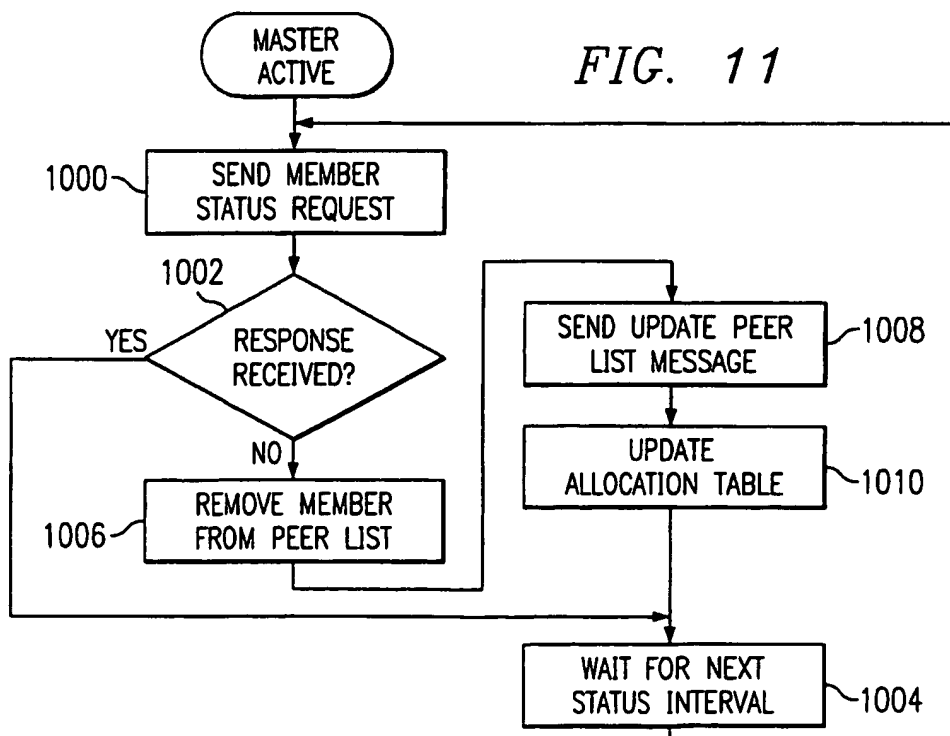 MASTER
ACTIVE
FIG. 11
1000
SEND MEMBER
STATUS REQUEST
1002
YES
RESPONSE
RECEIVED?
NO
1006
REMOVE MEMBER
FROM PEER LIST
SEND UPDATE PEER
LIST MESSAGE
1008
UPDATE
ALLOCATION TABLE
1010
WAIT FOR NEXT
STATUS INTERVAL
1004